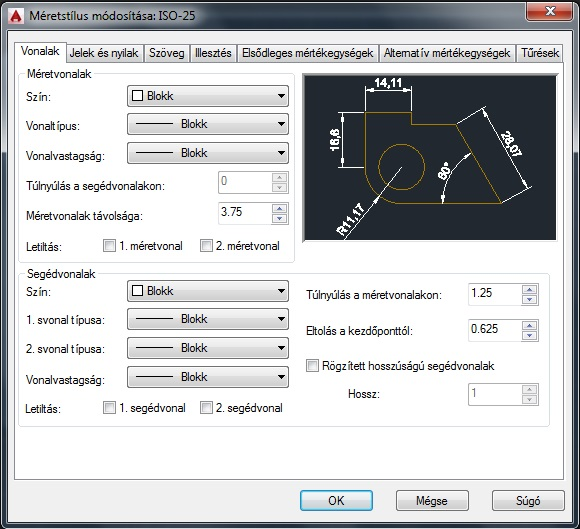 Méretstílus módosítása: ISO-25
Vonalak Jelek és nyilak Szöveg Illesztés Elsődleges mértékegységek Alternatív mértékegységek Tűrések
Méretvonalak
Szín: Blokk
Vonaltípus: Blokk
Vonalvastagság: Blokk
Túlnyúlás a segédvonalakon: 0
Méretvonalak távolsága: 3.75
Letiltás: 1. méretvonal 2. méretvonal
14,11
16,6
28,07
60°
R11,17
Segédvonalak
Szín: Blokk
1. svonal típusa: Blokk
2. svonal típusa: Blokk
Vonalvastagság: Blokk
Letiltás: 1. segédvonal 2. segédvonal
Túlnyúlás a méretvonalakon: 1.25
Eltolás a kezdőponttól: 0.625
Rögzített hosszúságú segédvonalak
Hossz: 1
OK Mégse Súgó